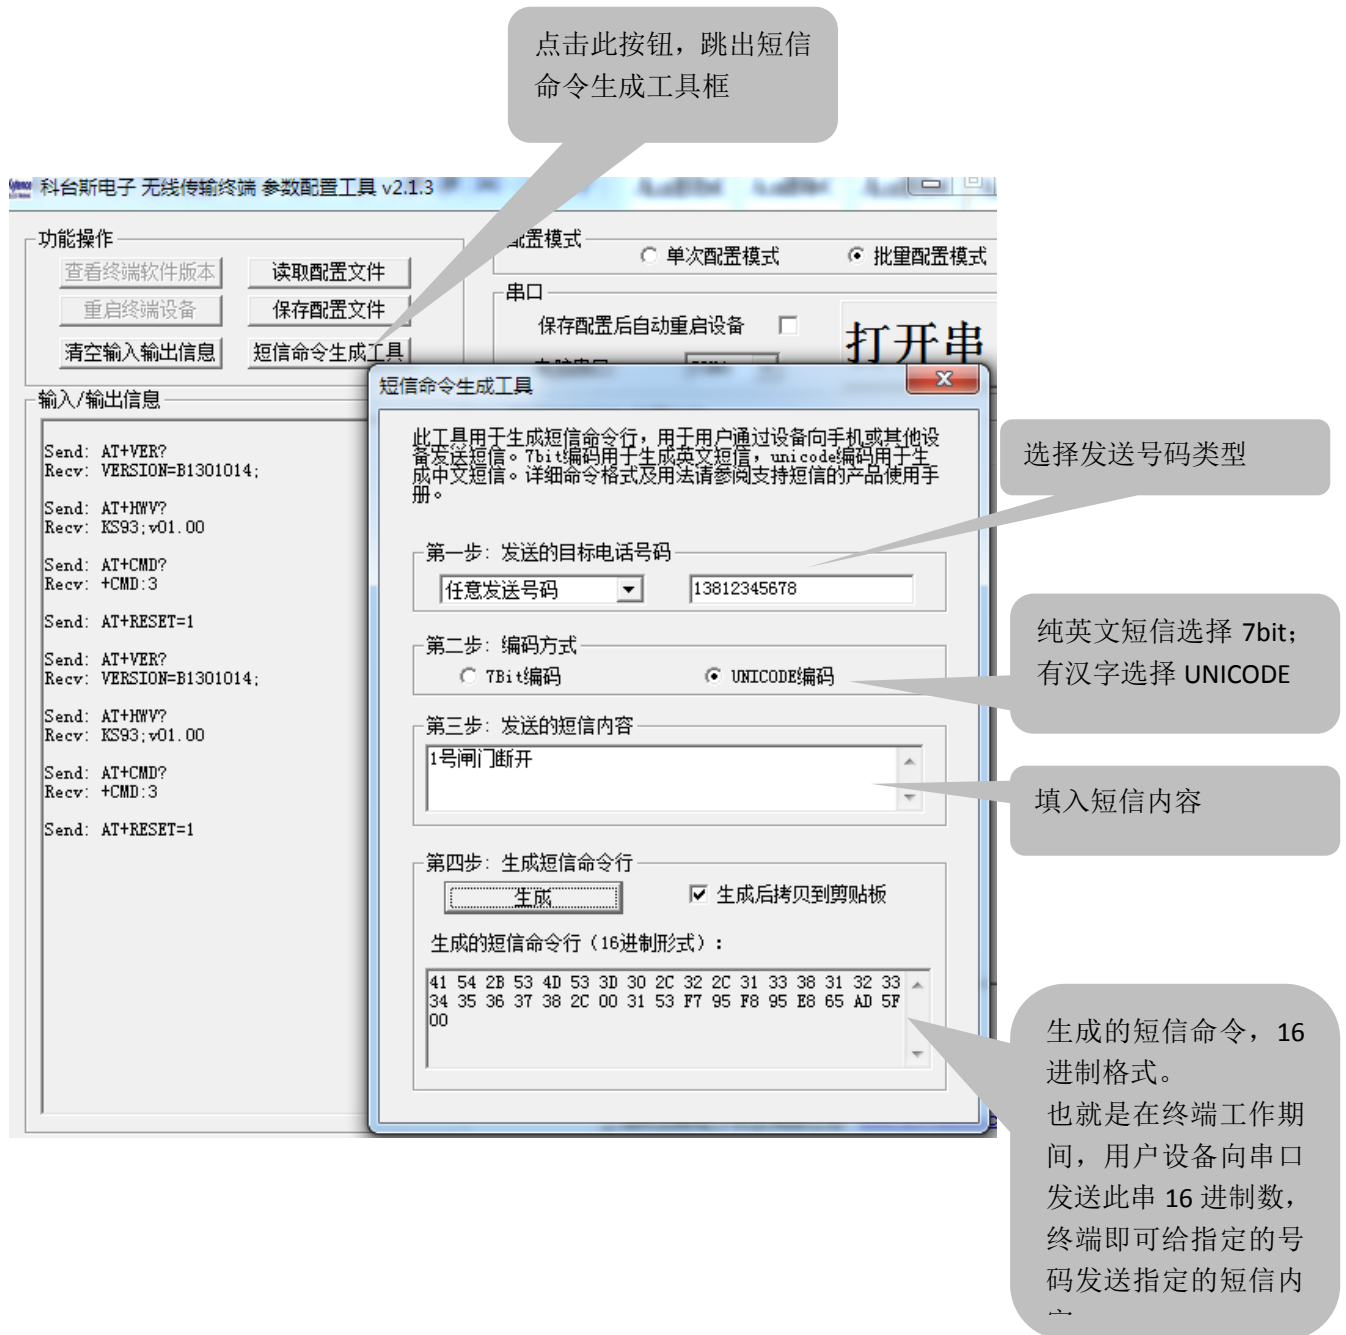 点击此按钮，跳出短信
命令生成工具框
科台斯电子 无线传输终端 参数配置工具 v2.1.3
功能操作
查看终端软件版本 读取配置文件
重启终端设备 保存配置文件
清空输入输出信息 短信命令生成工具
配置模式
单次配置模式 批量配置模式
串口
保存配置后自动重启设备
打开串
输入/输出信息
Send: AT+VER?
Recv: VERSION=B1301014;
Send: AT+HWV?
Recv: KS93;v01.00
Send: AT+CMD?
Recv: +CMD:3
Send: AT+RESET=1
Send: AT+VER?
Recv: VERSION=B1301014;
Send: AT+HWV?
Recv: KS93;v01.00
Send: AT+CMD?
Recv: +CMD:3
Send: AT+RESET=1
短信命令生成工具
此工具用于生成短信命令行，用于用户通过设备向手机或其他设
备发送短信。7bit编码用于生成英文短信，unicode编码用于生
成中文短信。详细命令格式及用法请参阅支持短信的产品使用手
册。
第一步：发送的目标电话号码
任意发送号码 13812345678
第二步：编码方式
7Bit编码 UNICODE编码
第三步：发送的短信内容
1号闸门断开
第四步：生成短信命令行
生成 生成后拷贝到剪贴板
生成的短信命令行（16进制形式）：
41 54 2B 53 4D 53 3D 30 2C 32 2C 31 33 38 31 32 33
34 35 36 37 38 2C 00 31 53 F7 95 F8 95 E8 65 AD 5F
00
选择发送号码类型
纯英文短信选择 7bit；
有汉字选择 UNICODE
填入短信内容
生成的短信命令，16
进制格式。
也就是在终端工作期
间，用户设备向串口
发送此串 16 进制数，
终端即可给指定的号
码发送指定的短信内